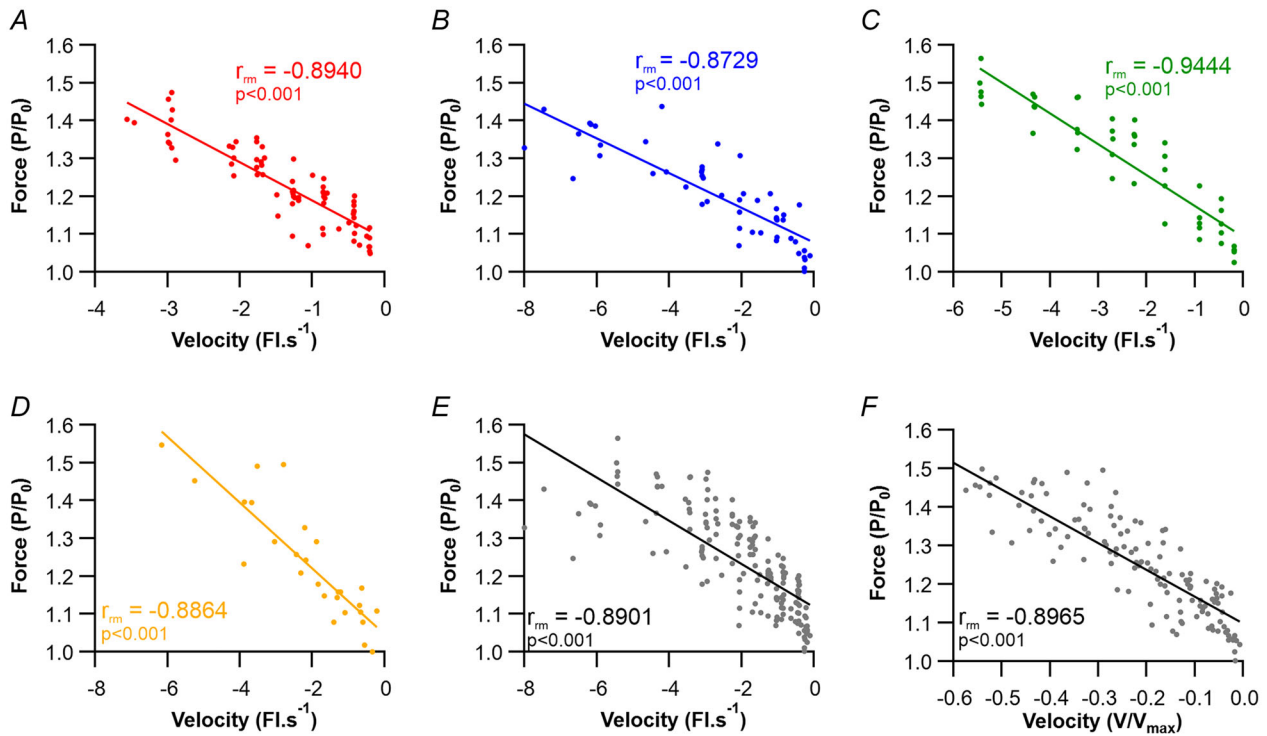 A
1.6
1.5
1.4
1.3
1.2
1.1
1.0
Force (P/P₀)
r_rm = -0.8940
p<0.001
-4 -3 -2 -1 0
Velocity (Fl.s⁻¹)
B
1.6
1.5
1.4
1.3
1.2
1.1
1.0
Force (P/P₀)
r_rm = -0.8729
p<0.001
-8 -6 -4 -2 0
Velocity (Fl.s⁻¹)
C
1.6
1.5
1.4
1.3
1.2
1.1
1.0
Force (P/P₀)
r_rm = -0.9444
p<0.001
-6 -5 -4 -3 -2 -1 0
Velocity (Fl.s⁻¹)
D
1.6
1.5
1.4
1.3
1.2
1.1
1.0
Force (P/P₀)
r_rm = -0.8864
p<0.001
-8 -6 -4 -2 0
Velocity (Fl.s⁻¹)
E
1.6
1.5
1.4
1.3
1.2
1.1
1.0
Force (P/P₀)
r_rm = -0.8901
p<0.001
-8 -6 -4 -2 0
Velocity (Fl.s⁻¹)
F
1.6
1.5
1.4
1.3
1.2
1.1
1.0
Force (P/P₀)
r_rm = -0.8965
p<0.001
-0.6 -0.5 -0.4 -0.3 -0.2 -0.1 0.0
Velocity (V/V_max)